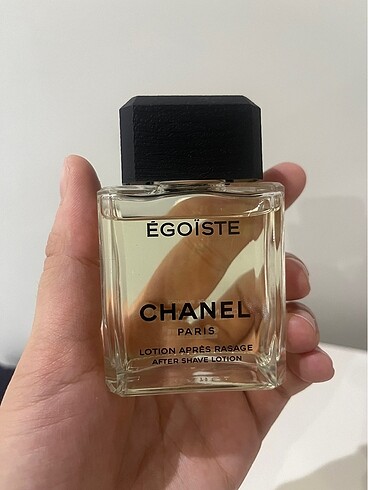 ÉGOÏSTE
CHANEL
PARIS
LOTION APRÈS RASAGE
AFTER SHAVE LOTION